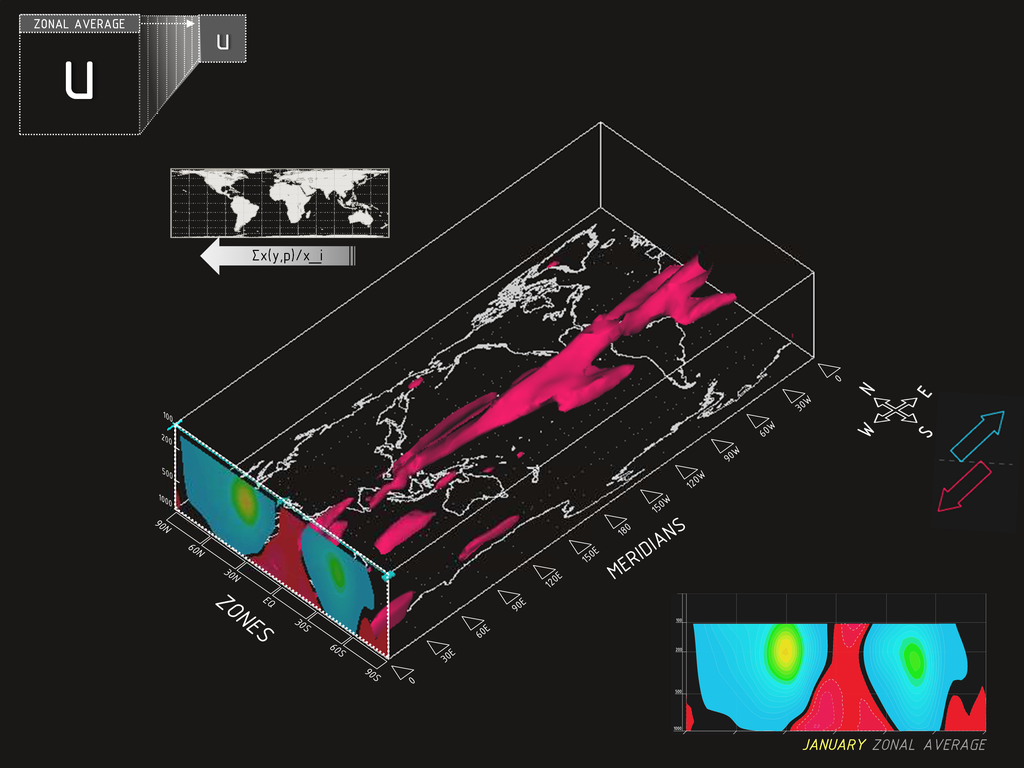 ZONAL AVERAGE
u
u
Σx(y,p)/x_i
100
200
500
1000
90N
60N
30N
EQ
30S
60S
90S
ZONES
0
30E
60E
90E
120E
150E
180
150W
120W
90W
60W
30W
0
MERIDIANS
N
E
W
S
100
200
500
1000
JANUARY ZONAL AVERAGE